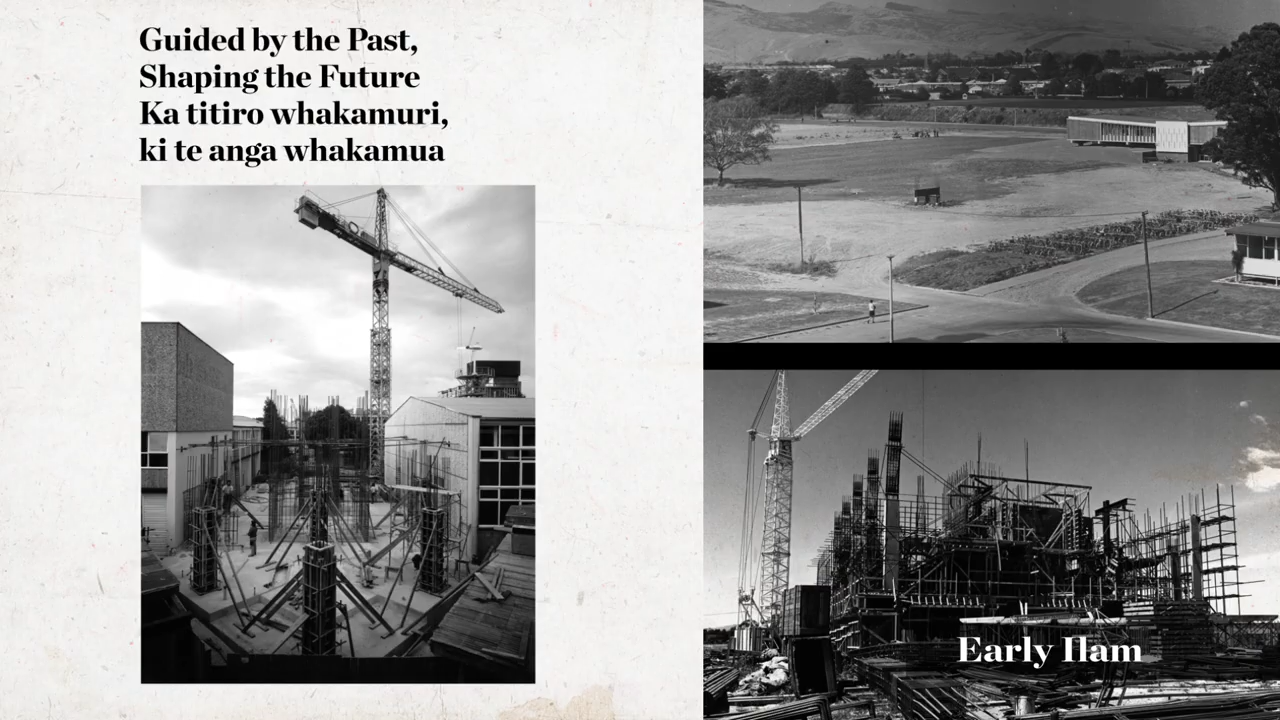 Guided by the Past,
Shaping the Future
Ka titiro whakamuri,
ki te anga whakamua
Early Ilam